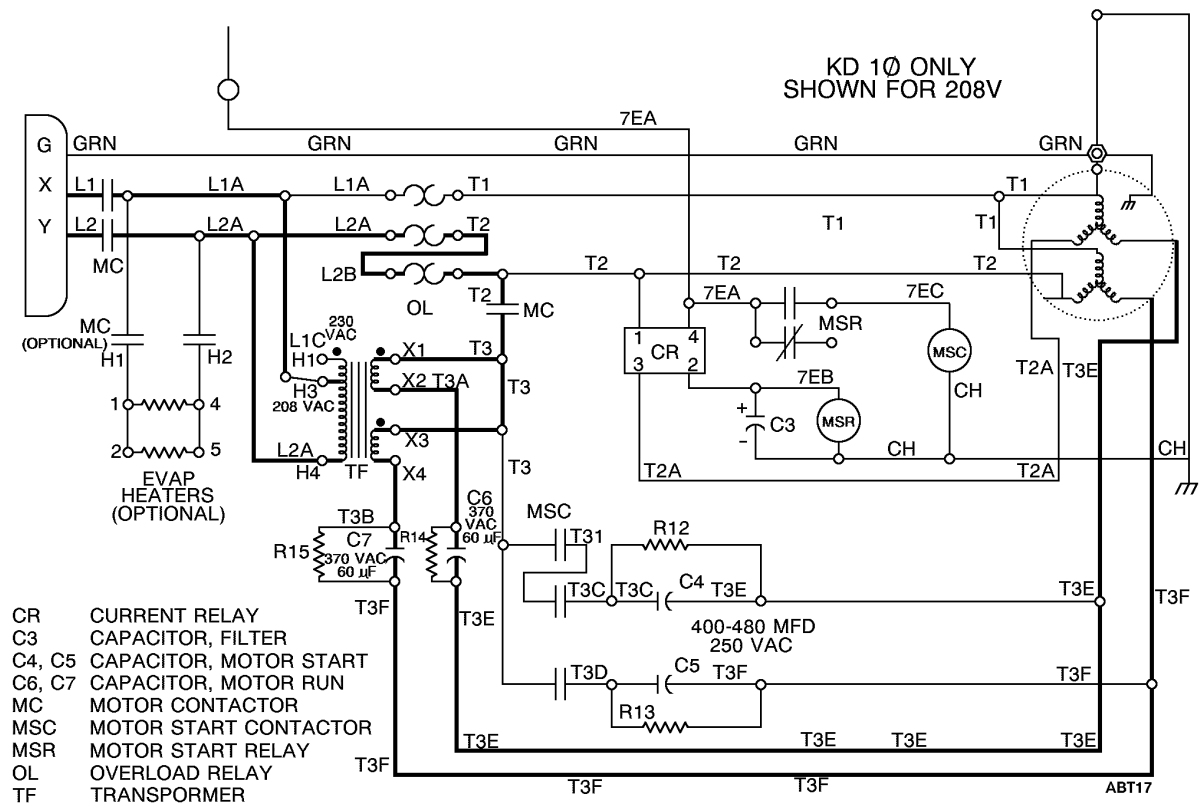 KD 1Ø ONLY
SHOWN FOR 208V
7EA
G GRN GRN GRN GRN GRN
X L1 L1A L1A T1 T1
Y L2 L2A L2A T2 T1 T1
MC
L2B T2 T2 T2
OL
T2 MC
7EA 7EC
MSR
MC
(OPTIONAL)
H1 H2
230
VAC
L1C
H1 X1 T3
1 4
CR
3 2
MSC
T2A T3E
H3 X2 T3A T3
208 VAC
7EB CH
1 4
+
C3
−
MSR
X3
2 5
L2A
H4 TF X4 T3
CH CH
T2A T2A
EVAP
HEATERS
(OPTIONAL)
C6
370
VAC
60 µF
MSC
T3B
R15
C7
370 VAC
60 µF
R14
T31 R12
T3C T3C C4 T3E T3E T3F
T3F T3E
400-480 MFD
250 VAC
T3D C5 T3F T3F
R13
CR CURRENT RELAY
C3 CAPACITOR, FILTER
C4, C5 CAPACITOR, MOTOR START
C6, C7 CAPACITOR, MOTOR RUN
MC MOTOR CONTACTOR
MSC MOTOR START CONTACTOR
MSR MOTOR START RELAY
OL OVERLOAD RELAY
TF TRANSPORMER
T3E T3E T3E T3E
T3F T3F T3F
ABT17